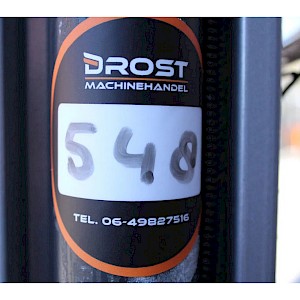 DROST
MACHINEHANDEL
548
TEL. 06-49827516